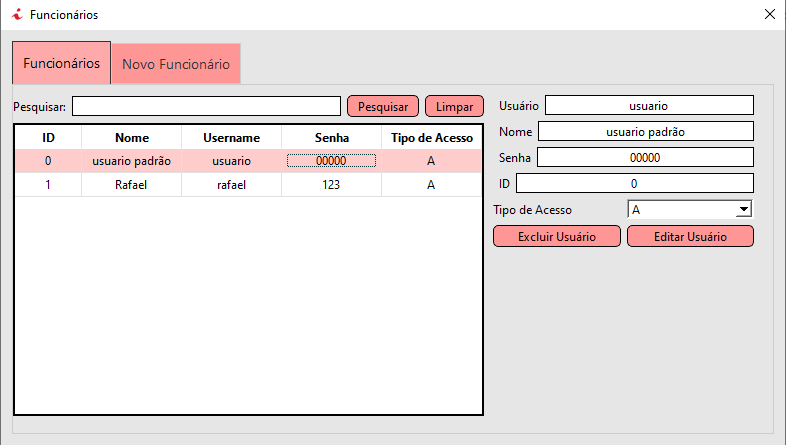 Funcionários
Funcionários Novo Funcionário
Pesquisar: Pesquisar Limpar
ID Nome Username Senha Tipo de Acesso
0 usuario padrão usuario 00000 A
1 Rafael rafael 123 A
Usuário usuario
Nome usuario padrão
Senha 00000
ID 0
Tipo de Acesso A
Excluir Usuário Editar Usuário